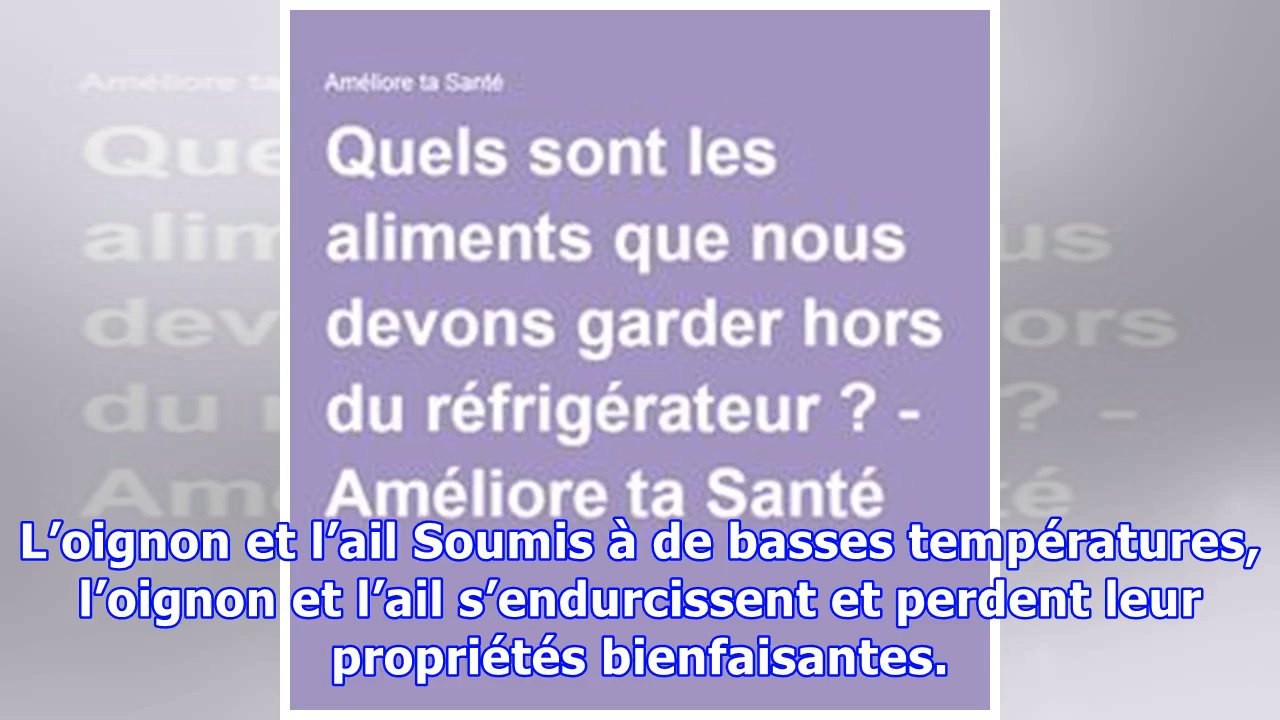 Améliore ta Santé
Quels sont les
aliments que nous
devons garder hors
du réfrigérateur ? -
Améliore ta Santé
L’oignon et l’ail Soumis à de basses températures,
l’oignon et l’ail s’endurcissent et perdent leur
propriétés bienfaisantes.